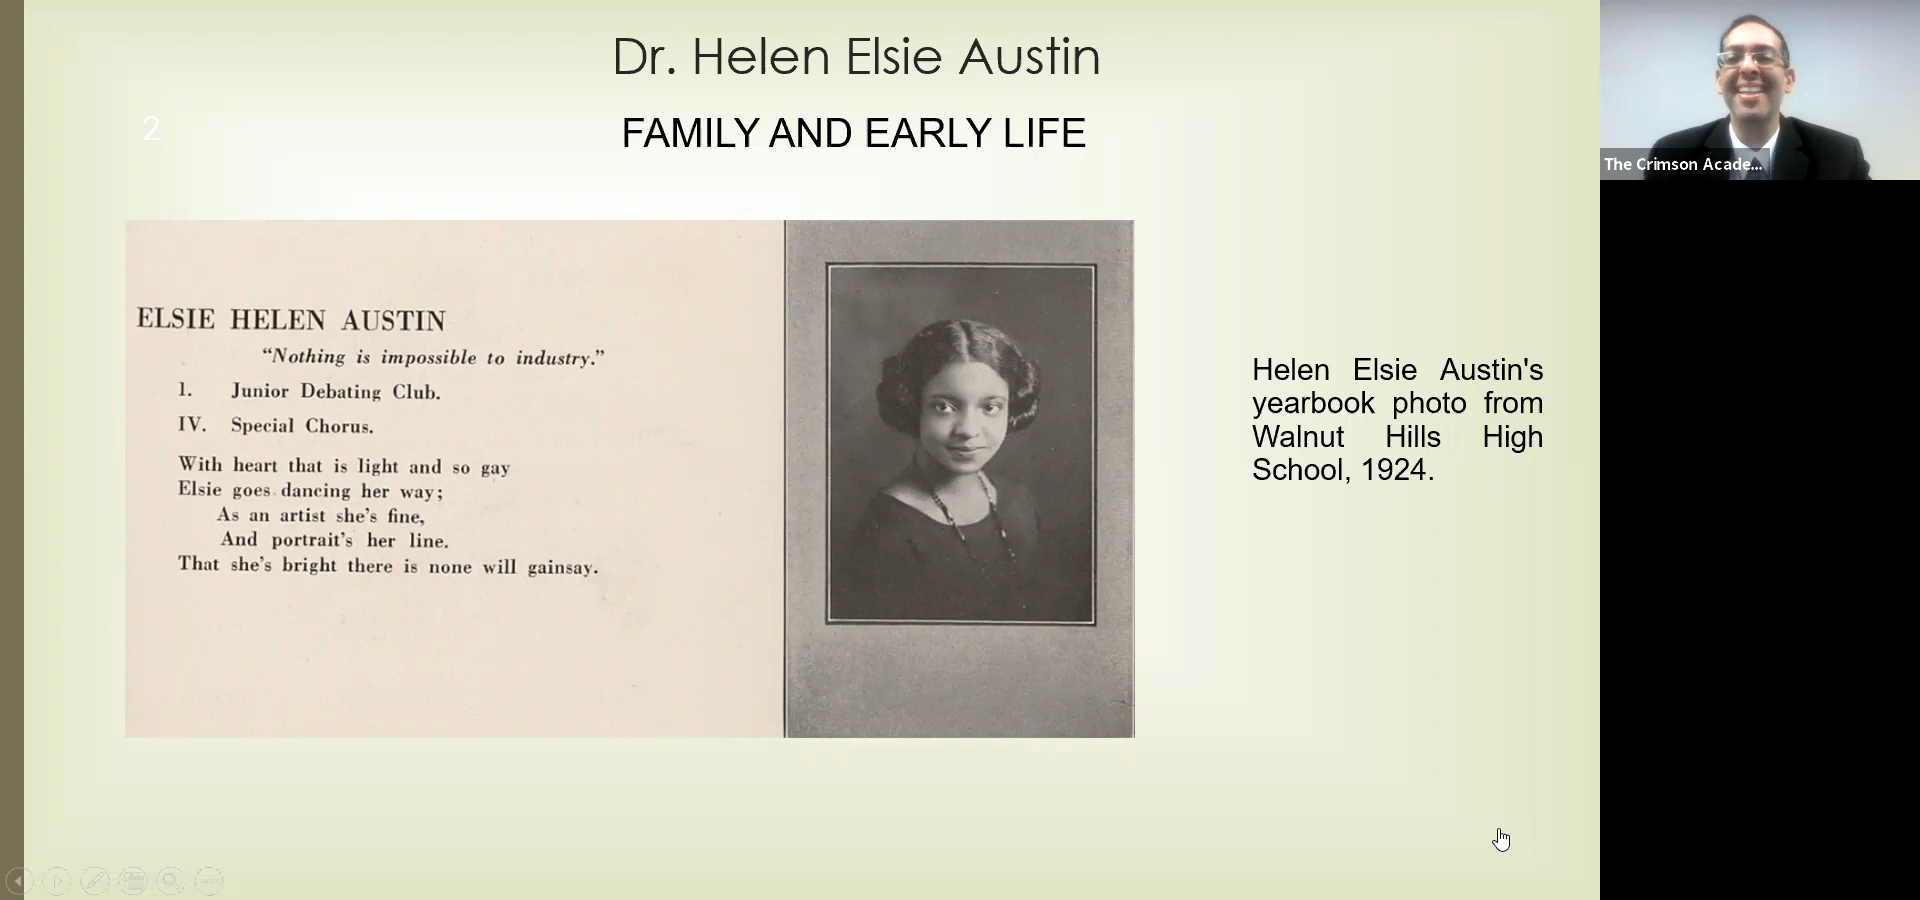 Dr. Helen Elsie Austin
2
FAMILY AND EARLY LIFE
ELSIE HELEN AUSTIN
“Nothing is impossible to industry.”
I. Junior Debating Club.
IV. Special Chorus.
With heart that is light and so gay
Elsie goes dancing her way;
As an artist she’s fine,
And portrait’s her line.
That she’s bright there is none will gainsay.
Helen Elsie Austin's
yearbook photo from
Walnut Hills High
School, 1924.
The Crimson Acade...